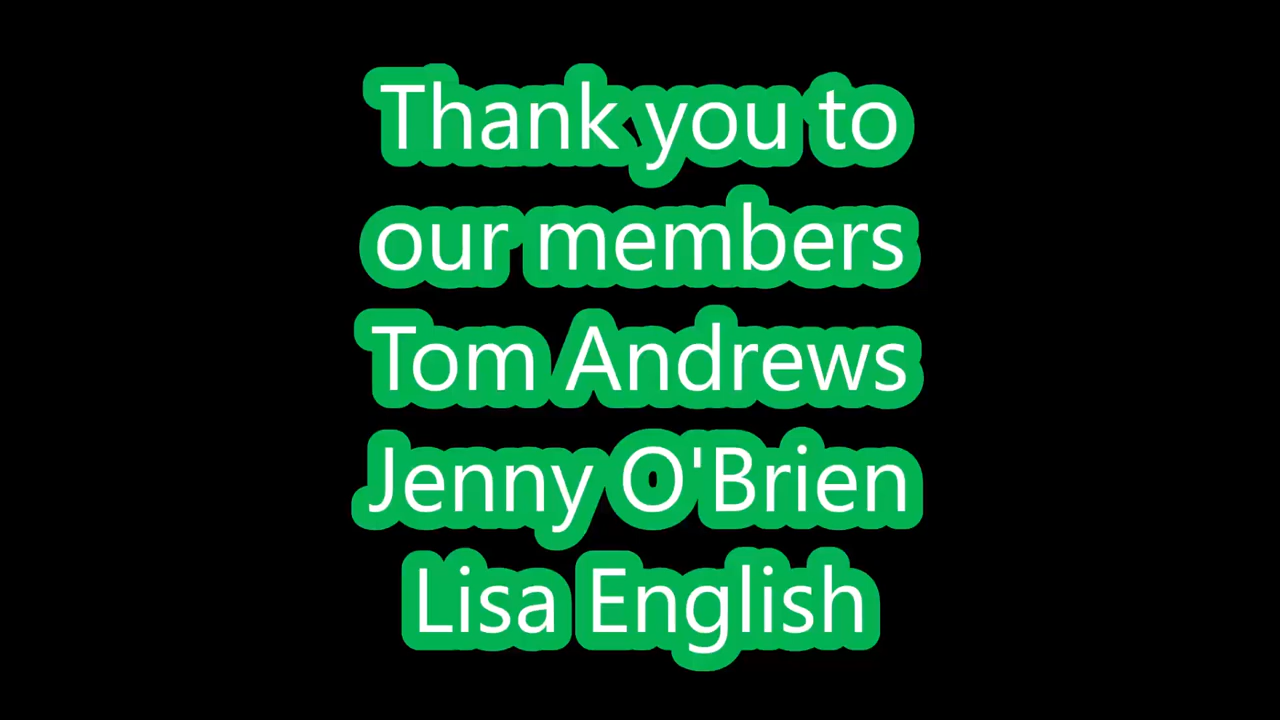 Thank you to
our members
Tom Andrews
Jenny O'Brien
Lisa English